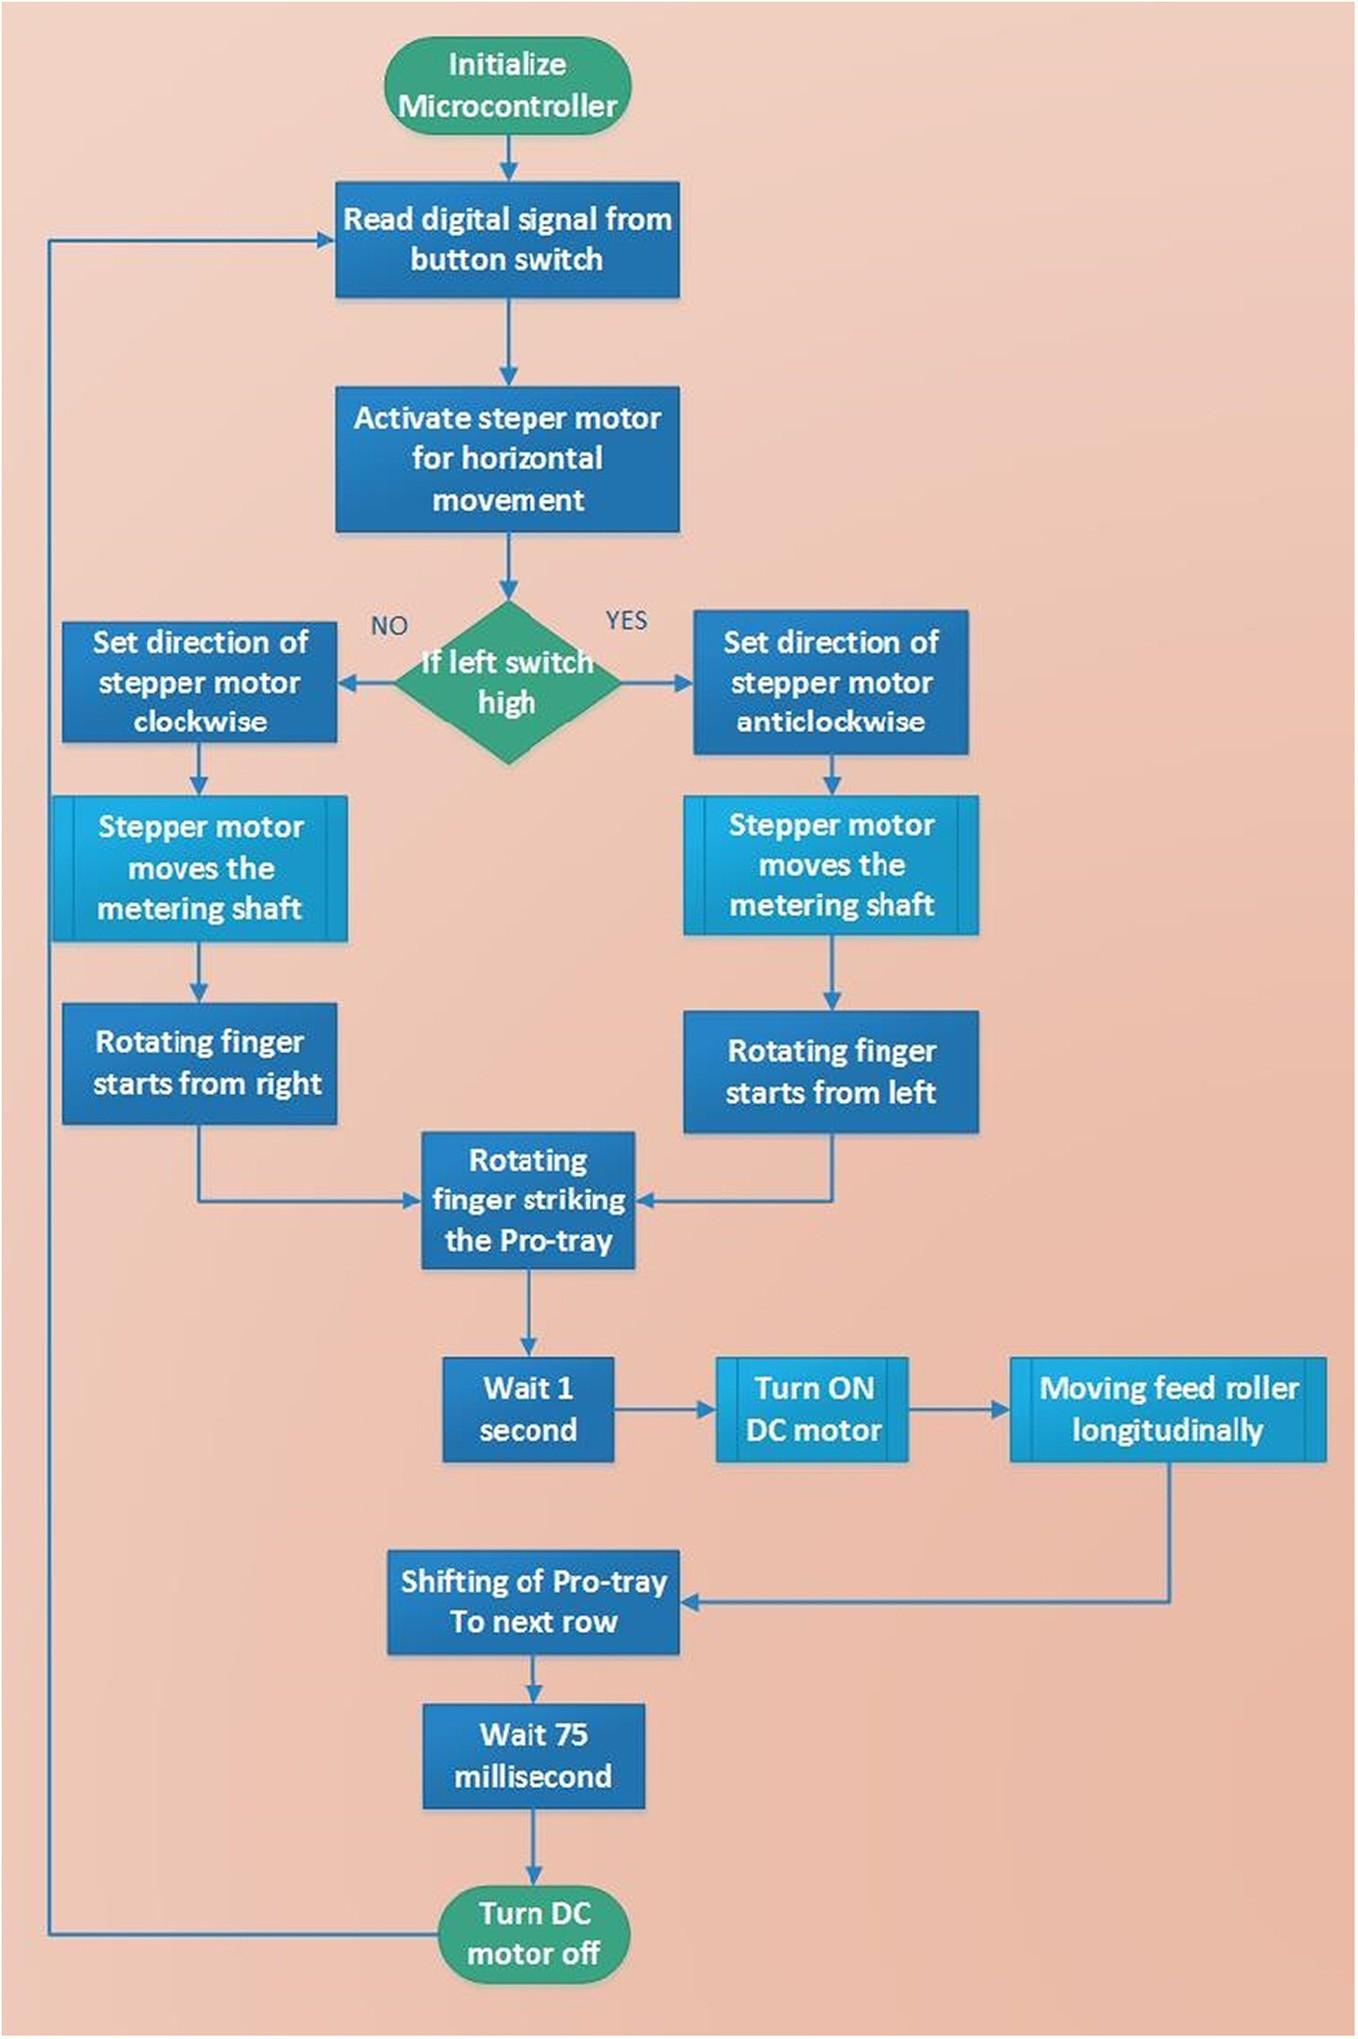 Initialize
Microcontroller
Read digital signal from
button switch
Activate steper motor
for horizontal
movement
NO
If left switch
high
YES
Set direction of
stepper motor
clockwise
Set direction of
stepper motor
anticlockwise
Stepper motor
moves the
metering shaft
Stepper motor
moves the
metering shaft
Rotating finger
starts from right
Rotating finger
starts from left
Rotating
finger striking
the Pro-tray
Wait 1
second
Turn ON
DC motor
Moving feed roller
longitudinally
Shifting of Pro-tray
To next row
Wait 75
millisecond
Turn DC
motor off